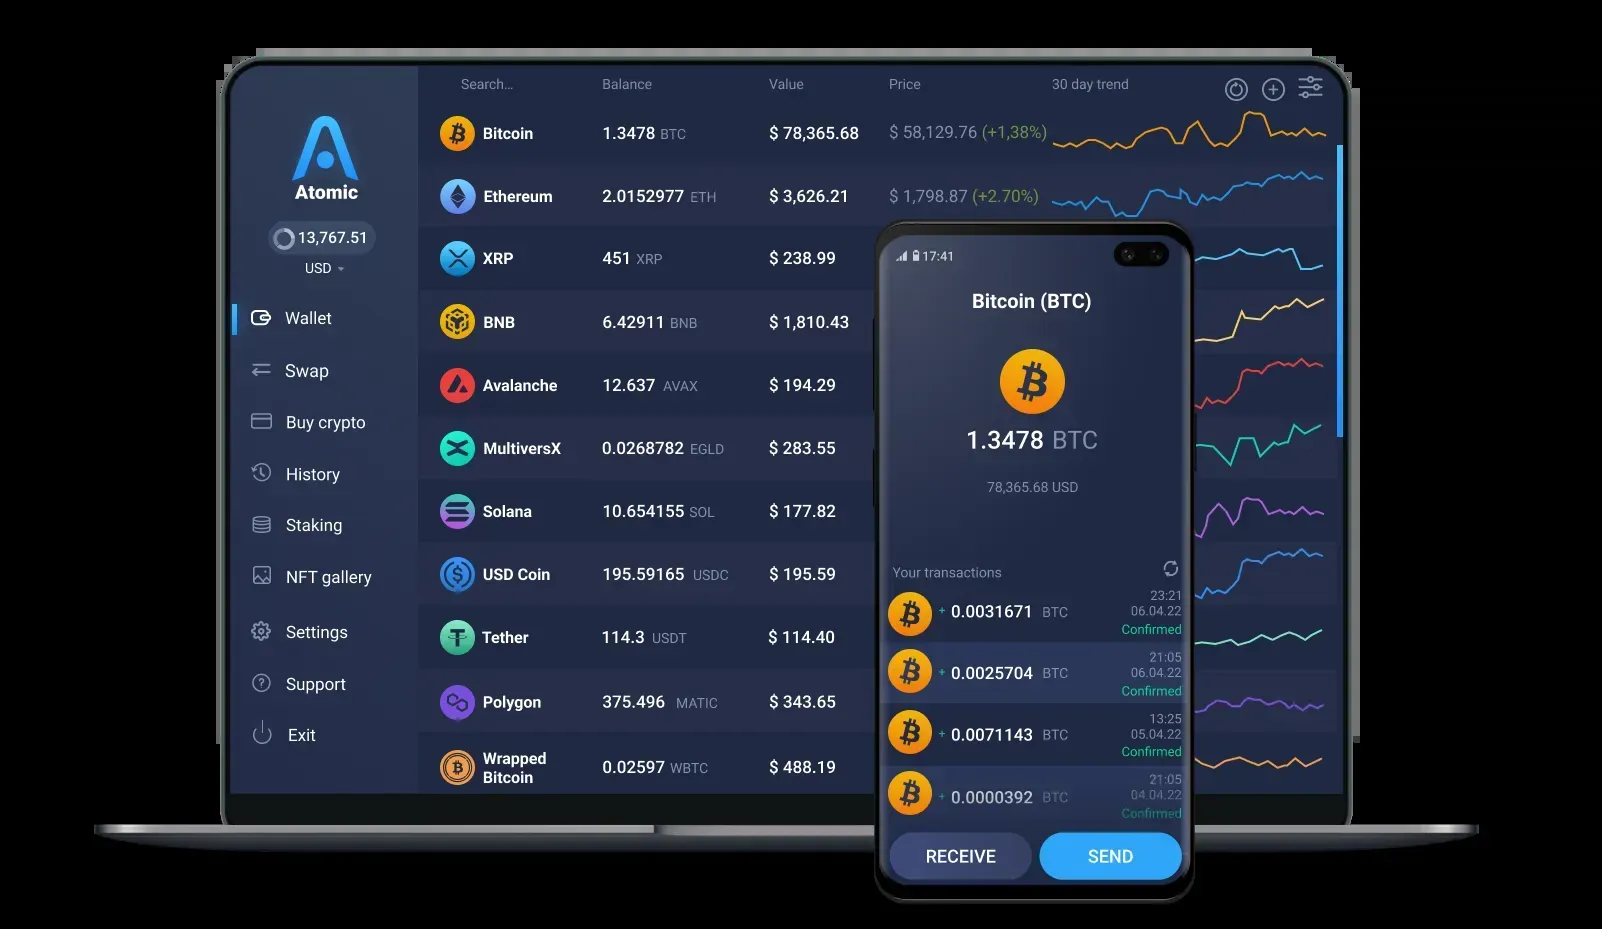 Atomic
13,767.51
USD
Wallet
Swap
Buy crypto
History
Staking
NFT gallery
Settings
Support
Exit
Search... Balance Value Price 30 day trend
Bitcoin 1.3478 BTC $ 78,365.68 $ 58,129.76 (+1,38%)
Ethereum 2.0152977 ETH $ 3,626.21 $ 1,798.87 (+2.70%)
XRP 451 XRP $ 238.99
BNB 6.42911 BNB $ 1,810.43
Avalanche 12.637 AVAX $ 194.29
MultiversX 0.0268782 EGLD $ 283.55
Solana 10.654155 SOL $ 177.82
USD Coin 195.59165 USDC $ 195.59
Tether 114.3 USDT $ 114.40
Polygon 375.496 MATIC $ 343.65
Wrapped
Bitcoin 0.02597 WBTC $ 488.19
17:41
Bitcoin (BTC)
1.3478 BTC
78,365.68 USD
Your transactions
23:21
+ 0.0031671 BTC 06.04.22
Confirmed
21:05
+ 0.0025704 BTC 06.04.22
Confirmed
13:25
+ 0.0071143 BTC 05.04.22
Confirmed
21:05
+ 0.0000392 BTC 04.04.22
Confirmed
RECEIVE SEND